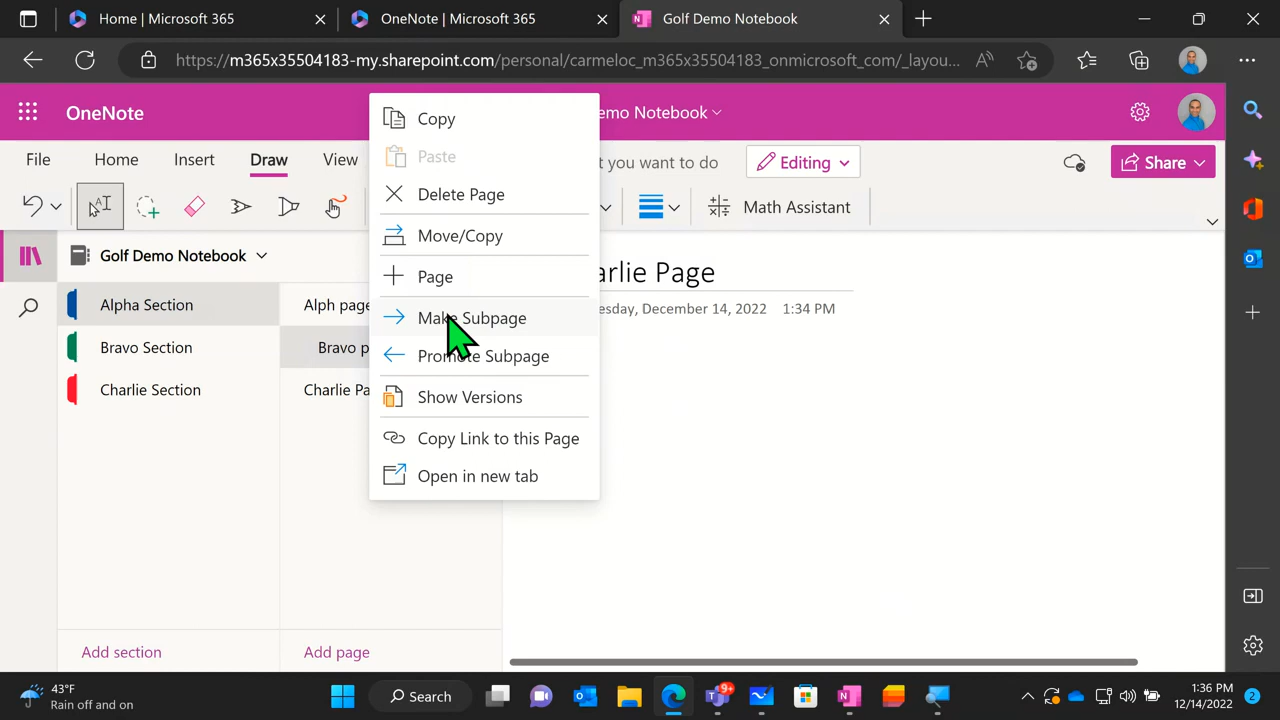 Home | Microsoft 365
OneNote | Microsoft 365
Golf Demo Notebook
https://m365x35504183-my.sharepoint.com/personal/carmeloc_m365x35504183_onmicrosoft_com/_layou...
OneNote
emo Notebook
File
Home
Insert
Draw
View
t you want to do
Editing
Share
Math Assistant
Golf Demo Notebook
Alpha Section
Bravo Section
Charlie Section
Alph page
Bravo p
Charlie Pa
Add section
Add page
Copy
Paste
Delete Page
Move/Copy
Page
Make Subpage
Promote Subpage
Show Versions
Copy Link to this Page
Open in new tab
arlie Page
esday, December 14, 2022 1:34 PM
43°F
Rain off and on
Search
9+
1:36 PM
12/14/2022
2